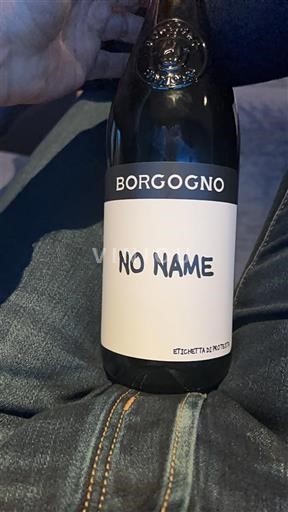 BORGOGNO
NO NAME
ETICHETTA DI PROTESTA